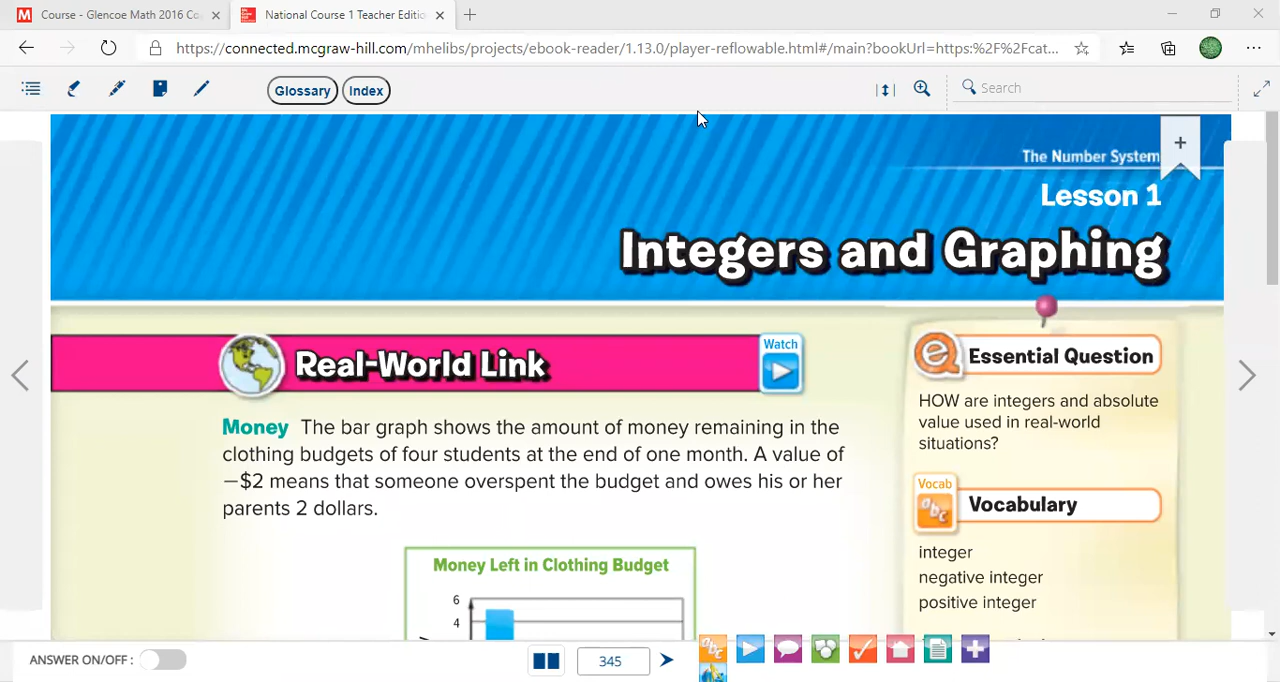 Course - Glencoe Math 2016 Co
National Course 1 Teacher Editio
https://connected.mcgraw-hill.com/mhelibs/projects/ebook-reader/1.13.0/player-reflowable.html#/main?bookUrl=https:%2F%2Fcat...
Glossary
Index
Search
The Number System
Lesson 1
Integers and Graphing
Real-World Link
Watch
Money The bar graph shows the amount of money remaining in the
clothing budgets of four students at the end of one month. A value of
−$2 means that someone overspent the budget and owes his or her
parents 2 dollars.
Money Left in Clothing Budget
6
4
Essential Question
HOW are integers and absolute
value used in real-world
situations?
Vocab
abc
Vocabulary
integer
negative integer
positive integer
ANSWER ON/OFF :
345
abc